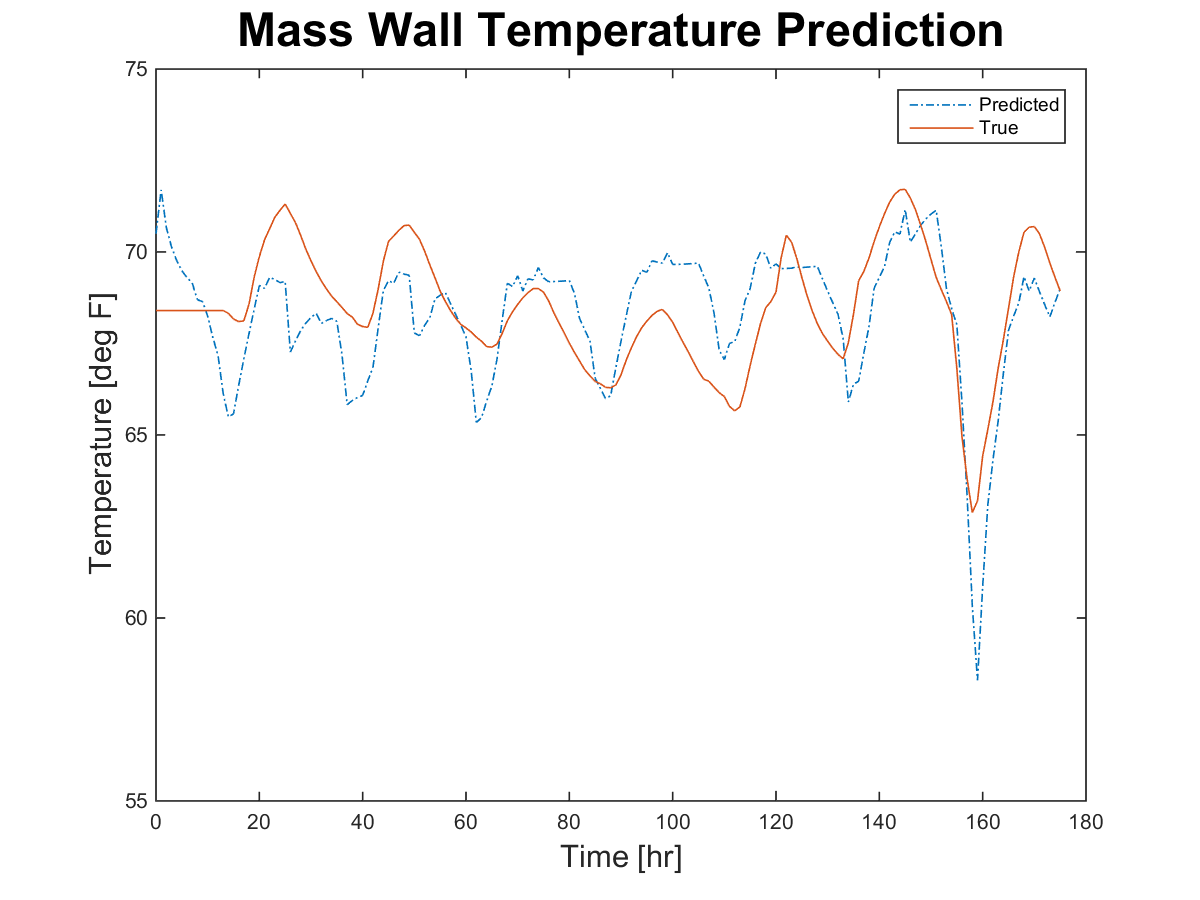 Mass Wall Temperature Prediction
75
70
65
60
55
Temperature [deg F]
Predicted
True
0 20 40 60 80 100 120 140 160 180
Time [hr]